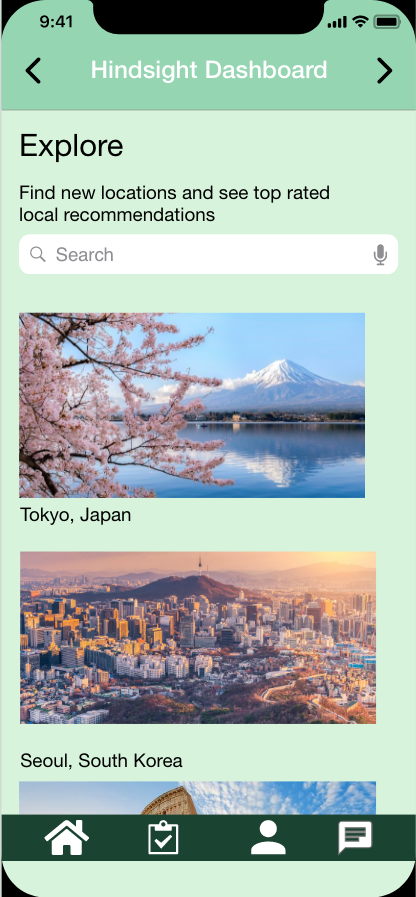 9:41
Hindsight Dashboard
Explore
Find new locations and see top rated
local recommendations
Search
Tokyo, Japan
Seoul, South Korea